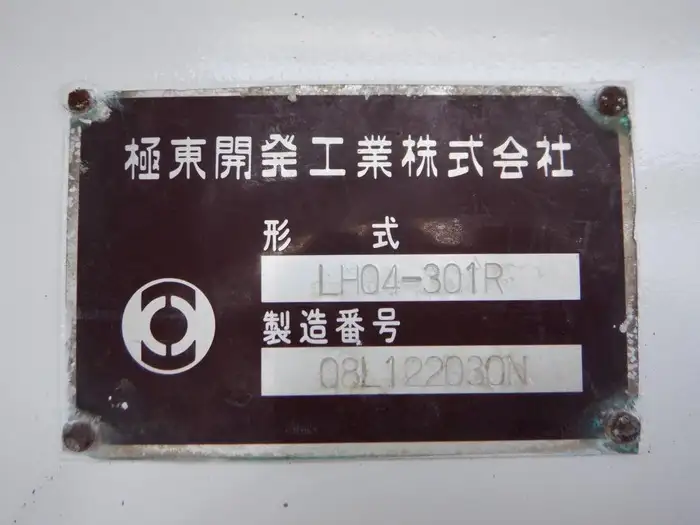 極東開発工業株式会社
形式
LH04-301R
製造番号
08L122030N